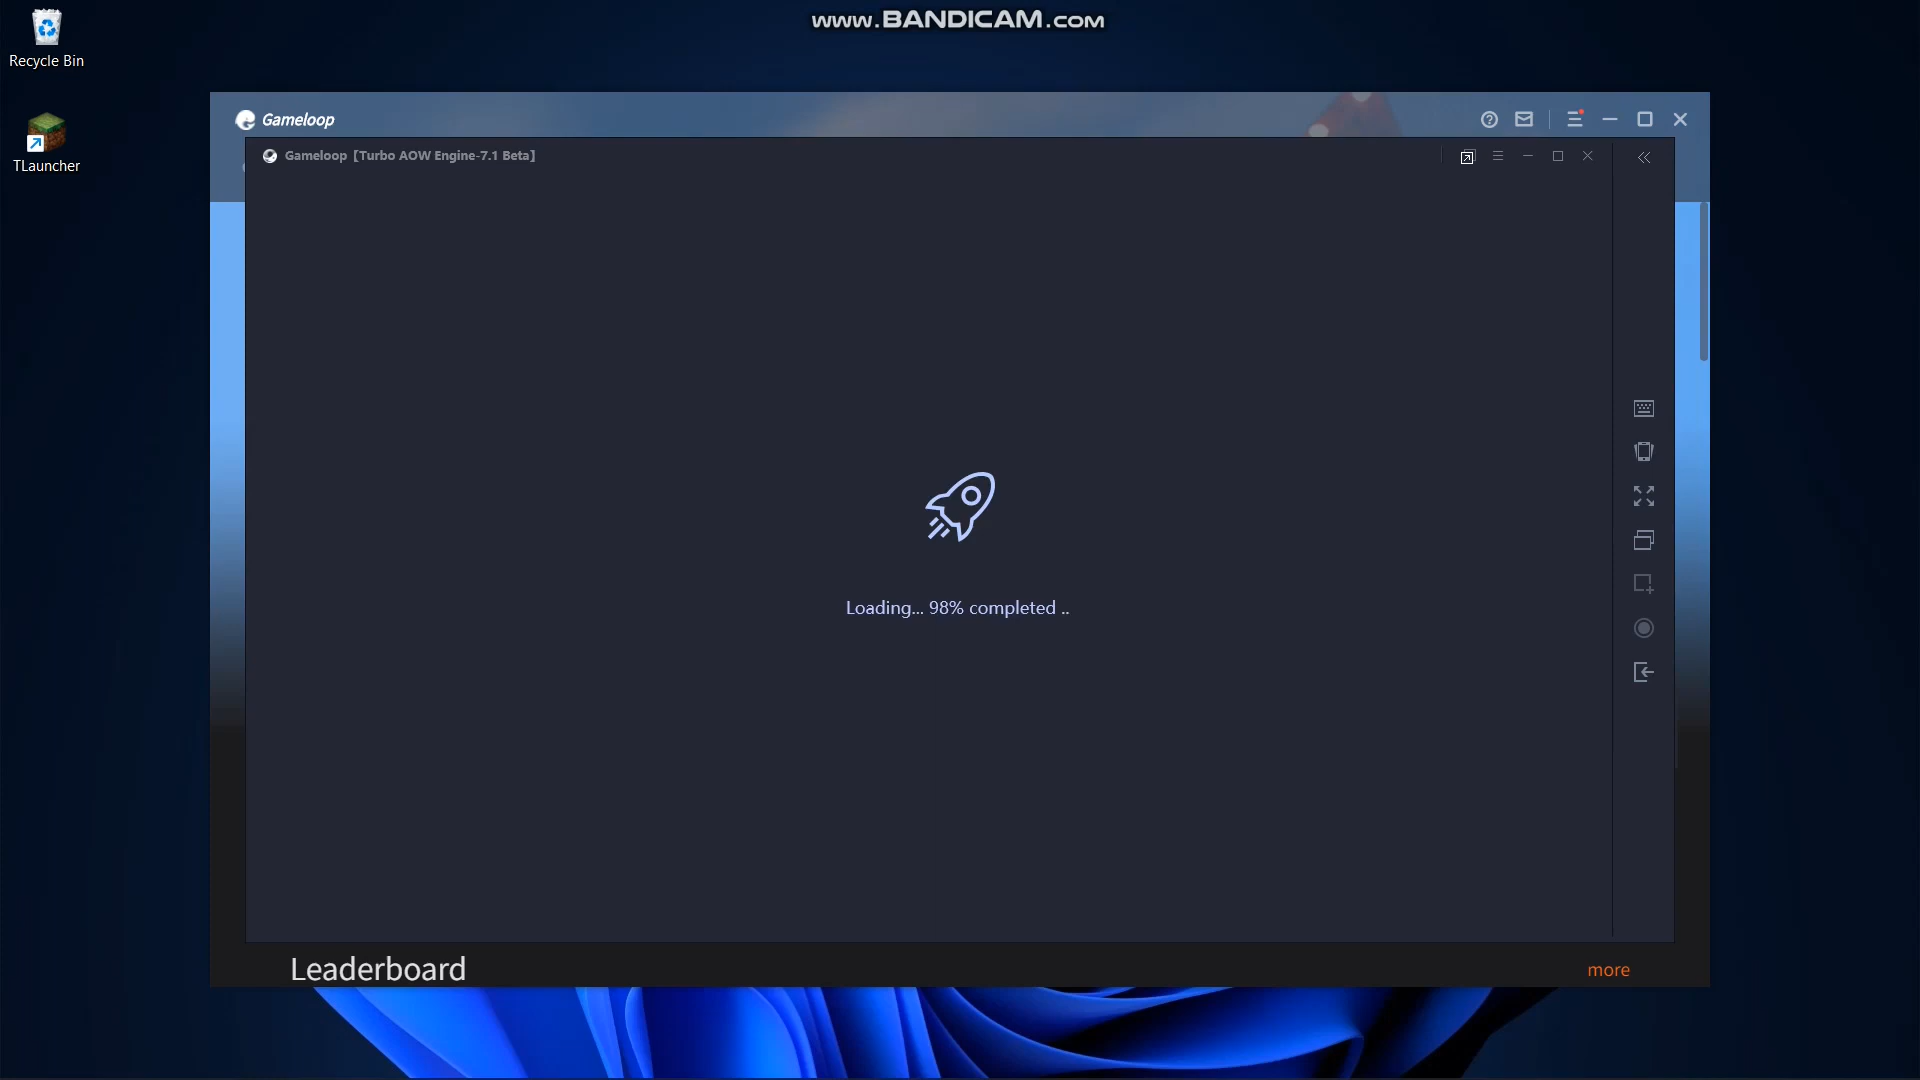 www.BANDICAM.com
Recycle Bin
TLauncher
Gameloop
Gameloop [Turbo AOW Engine-7.1 Beta]
Loading... 98% completed ..
Leaderboard
more